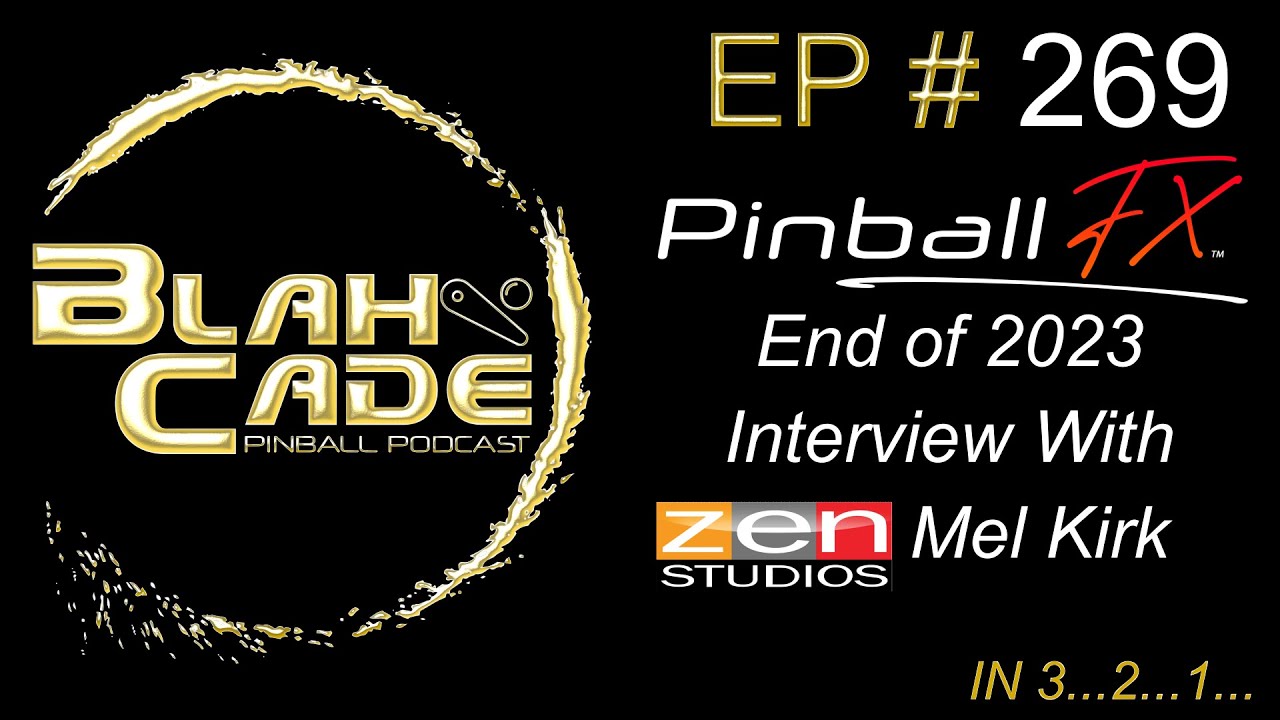 BLAH
CADE
PINBALL PODCAST
EP # 269
Pinball FX™
End of 2023
Interview With
zen STUDIOS Mel Kirk
IN 3...2...1...